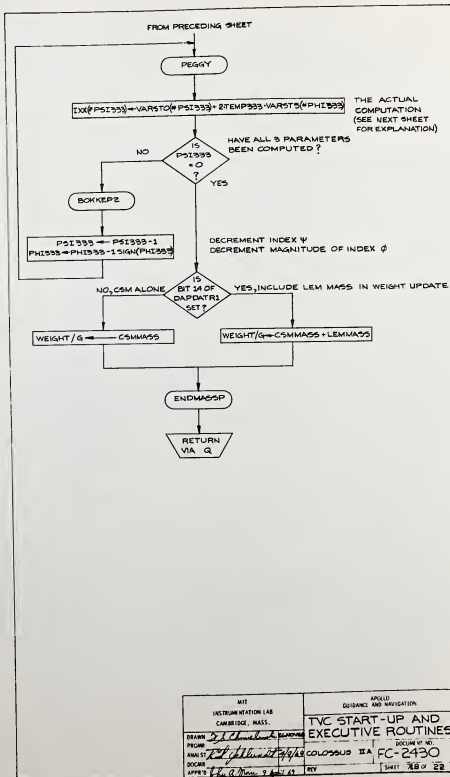 FROM PRECEDING SHEET
PEGGY
IXX(*PSI333)←VARSTO(*PSI333)+2·TEMP333·VARST5(*PHI333)
THE ACTUAL
COMPUTATION
(SEE NEXT SHEET
FOR EXPLANATION)
IS
PSI333
=0
?
HAVE ALL 3 PARAMETERS
BEEN COMPUTED?
NO
YES
BOKKEP2
PSI333 ← PSI333-1
PHI333←PHI333-1 SIGN(PHI333)
DECREMENT INDEX Ψ
DECREMENT MAGNITUDE OF INDEX φ
IS
BIT 14 OF
DAPDATR1
SET?
NO, CSM ALONE
YES, INCLUDE LEM MASS IN WEIGHT UPDATE
WEIGHT/G ← CSMMASS
WEIGHT/G←CSMMASS+LEMMASS
ENDMASSP
RETURN
VIA Q
MIT
INSTRUMENTATION LAB
CAMBRIDGE, MASS.
APOLLO
GUIDANCE AND NAVIGATION
TVC START-UP AND
EXECUTIVE ROUTINES
DRAWN
PRGMR
ANALST
DOCMR
APPR'D
COLOSSUS IIA
DOCUMENT NO.
FC-2430
REV
SHEET 18 OF 22